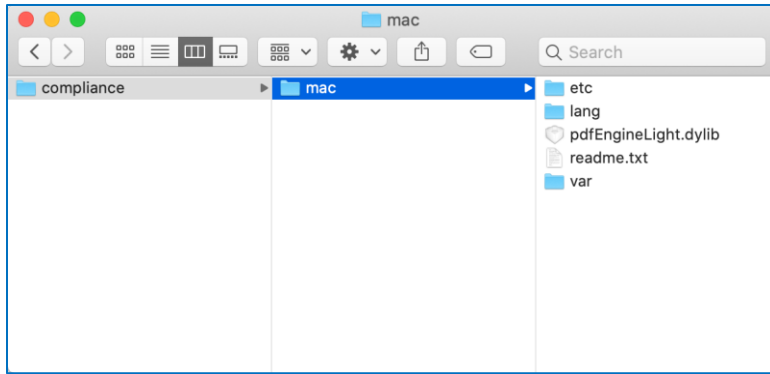 mac
Search
compliance
mac
etc
lang
pdfEngineLight.dylib
readme.txt
var